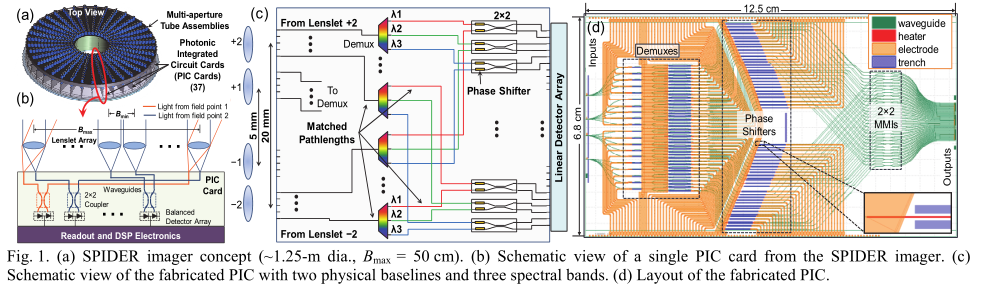 (a)
Top View
Multi-aperture
Tube Assemblies
Photonic
Integrated
Circuit Cards
(PIC Cards)
(37)
(b)
Light from field point 1
Light from field point 2
Bmax
Bmin
Lenslet Array
PIC
Card
Waveguides
2×2
Coupler
Balanced
Detector Array
Readout and DSP Electronics
(c)
From Lenslet +2
λ1
λ2
λ3
Demux
2×2
+2
+1
−1
−2
5 mm
20 mm
To
Demux
Phase Shifter
Matched
Pathlengths
λ1
λ2
λ3
From Lenslet −2
Linear Detector Array
(d)
12.5 cm
6.8 cm
Inputs
Demuxes
Phase
Shifters
2×2
MMIs
Outputs
waveguide
heater
electrode
trench
Fig. 1. (a) SPIDER imager concept (~1.25-m dia., Bmax = 50 cm). (b) Schematic view of a single PIC card from the SPIDER imager. (c)
Schematic view of the fabricated PIC with two physical baselines and three spectral bands. (d) Layout of the fabricated PIC.